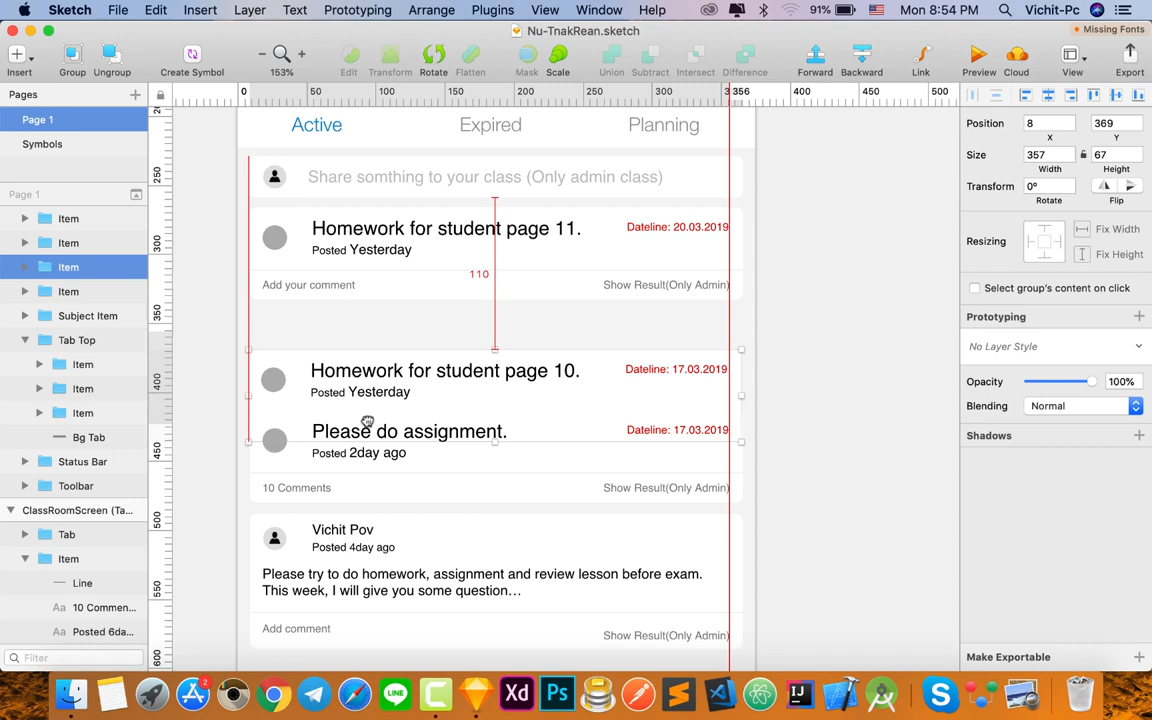 Sketch File Edit Insert Layer Text Prototyping Arrange Plugins View Window Help 91% Mon 8:54 PM Vichit-Pc
Nu-TnakRean.sketch
Missing Fonts
153%
Insert Group Ungroup Create Symbol Edit Transform Rotate Flatten Mask Scale Union Subtract Intersect Difference Forward Backward Link Preview Cloud View Export
Pages
Page 1
Symbols
Page 1
Item
Item
Item
Item
Subject Item
Tab Top
Item
Item
Item
Bg Tab
Status Bar
Toolbar
ClassRoomScreen (Ta...
Tab
Item
Line
10 Commen...
Posted 6da...
Filter
0 50 100 150 200 250 300 356 400 450 500
250
300
350
400
450
500
550
600
Active Expired Planning
Share somthing to your class (Only admin class)
Homework for student page 11.
Dateline: 20.03.2019
Posted Yesterday
110
Add your comment
Show Result(Only Admin)
Homework for student page 10.
Dateline: 17.03.2019
Posted Yesterday
Please do assignment.
Dateline: 17.03.2019
Posted 2day ago
10 Comments
Show Result(Only Admin)
Vichit Pov
Posted 4day ago
Please try to do homework, assignment and review lesson before exam.
This week, I will give you some question...
Add comment
Show Result(Only Admin)
Position 8 369
X Y
Size 357 67
Width Height
Transform 0°
Rotate Flip
Resizing
Fix Width
Fix Height
Select group's content on click
Prototyping
No Layer Style
Opacity 100%
Blending Normal
Shadows
Make Exportable
2
LINE
Xd
Ps
IJ
S